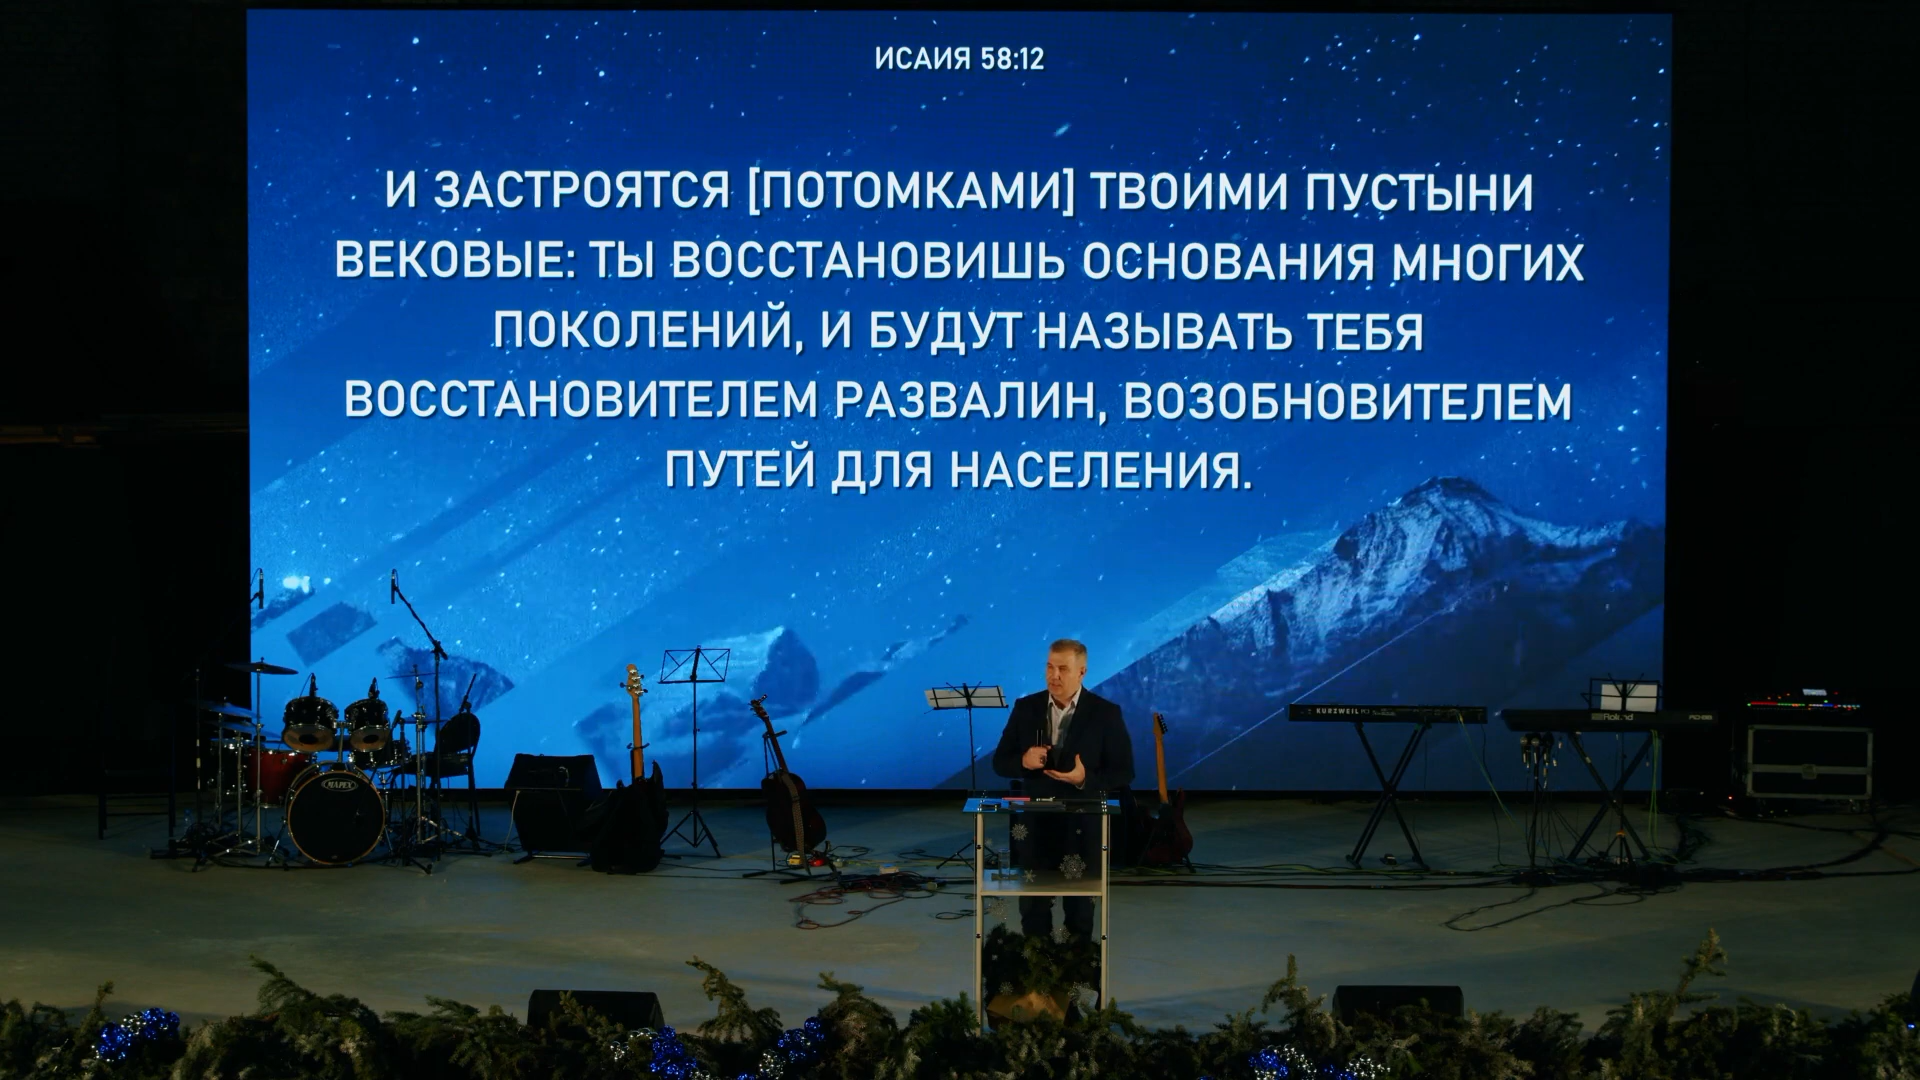 ИСАИЯ 58:12
И ЗАСТРОЯТСЯ [ПОТОМКАМИ] ТВОИМИ ПУСТЫНИ
ВЕКОВЫЕ: ТЫ ВОССТАНОВИШЬ ОСНОВАНИЯ МНОГИХ
ПОКОЛЕНИЙ, И БУДУТ НАЗЫВАТЬ ТЕБЯ
ВОССТАНОВИТЕЛЕМ РАЗВАЛИН, ВОЗОБНОВИТЕЛЕМ
ПУТЕЙ ДЛЯ НАСЕЛЕНИЯ.
KURZWEIL
Roland
MAPEX